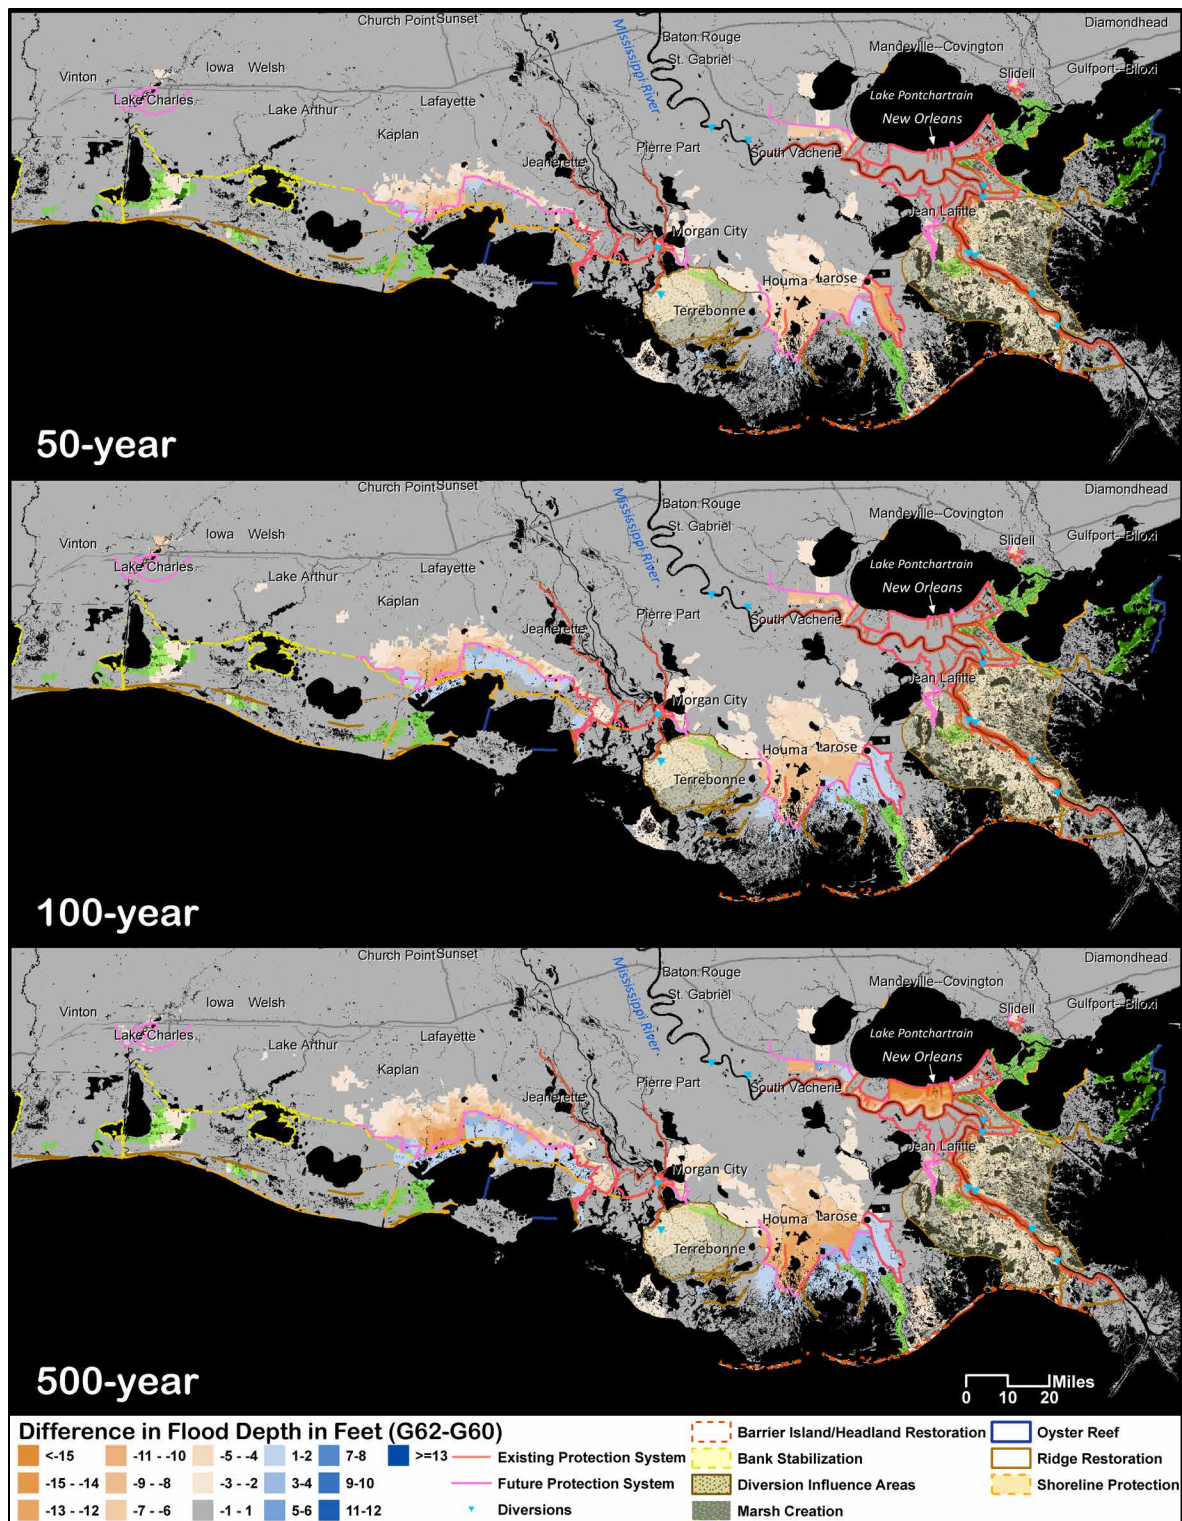 Church Point
Sunset
Diamondhead
Baton Rouge
Mandeville--Covington
St. Gabriel
Gulfport--Biloxi
Vinton
Iowa
Welsh
Slidell
Mississippi River
Lake Charles
Lake Arthur
Lafayette
Lake Pontchartrain
New Orleans
Kaplan
Pierre Part
South Vacherie
Jeanerette
Jean Lafitte
Morgan City
Houma
Larose
Terrebonne
50-year
Church Point
Sunset
Diamondhead
Baton Rouge
Mandeville--Covington
St. Gabriel
Gulfport--Biloxi
Vinton
Iowa
Welsh
Slidell
Mississippi River
Lake Charles
Lake Arthur
Lafayette
Lake Pontchartrain
New Orleans
Kaplan
Pierre Part
South Vacherie
Jeanerette
Jean Lafitte
Morgan City
Houma
Larose
Terrebonne
100-year
Church Point
Sunset
Diamondhead
Baton Rouge
Mandeville--Covington
St. Gabriel
Gulfport--Biloxi
Vinton
Iowa
Welsh
Slidell
Mississippi River
Lake Charles
Lake Arthur
Lafayette
Lake Pontchartrain
New Orleans
Kaplan
Pierre Part
South Vacherie
Jeanerette
Jean Lafitte
Morgan City
Houma
Larose
Terrebonne
500-year
Miles
0 10 20
Difference in Flood Depth in Feet (G62-G60)
<-15
-15 - -14
-13 - -12
-11 - -10
-9 - -8
-7 - -6
-5 - -4
-3 - -2
-1 - 1
1-2
3-4
5-6
7-8
9-10
11-12
>=13
Existing Protection System
Future Protection System
Diversions
Barrier Island/Headland Restoration
Bank Stabilization
Diversion Influence Areas
Marsh Creation
Oyster Reef
Ridge Restoration
Shoreline Protection